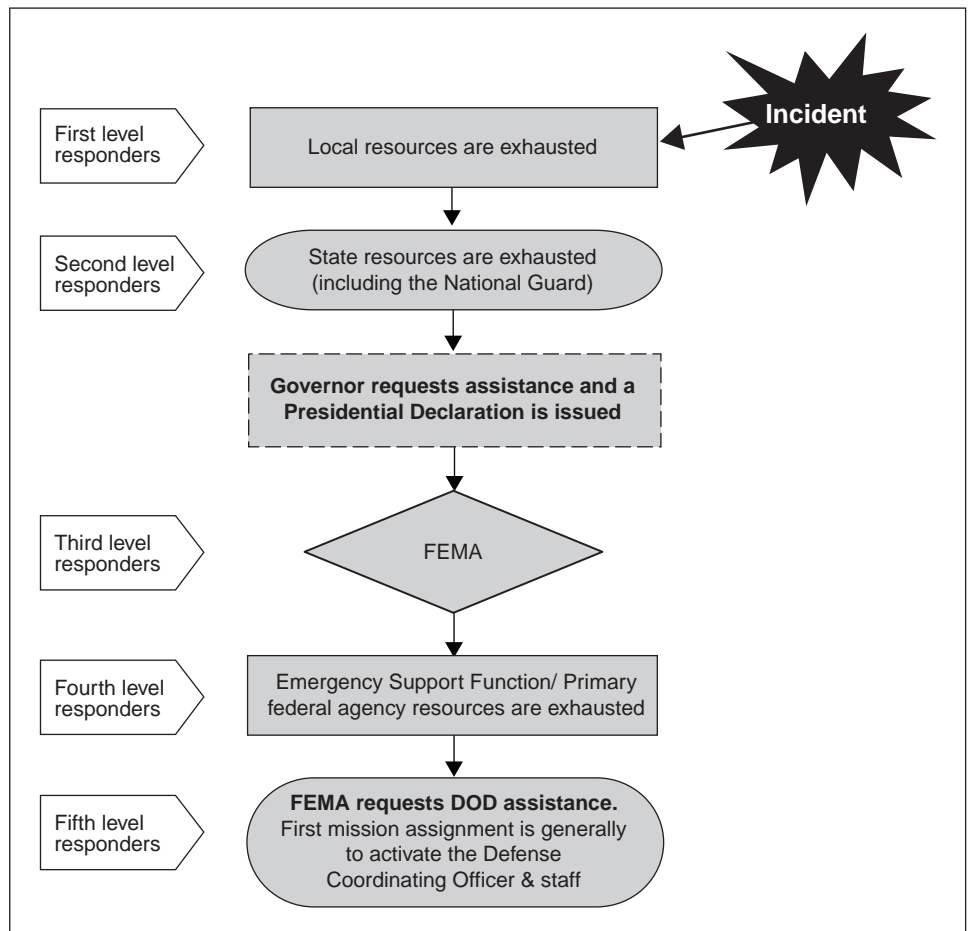 Incident
First level
responders
Local resources are exhausted
Second level
responders
State resources are exhausted
(including the National Guard)
Governor requests assistance and a
Presidential Declaration is issued
Third level
responders
FEMA
Fourth level
responders
Emergency Support Function/ Primary
federal agency resources are exhausted
Fifth level
responders
FEMA requests DOD assistance.
First mission assignment is generally
to activate the Defense
Coordinating Officer & staff